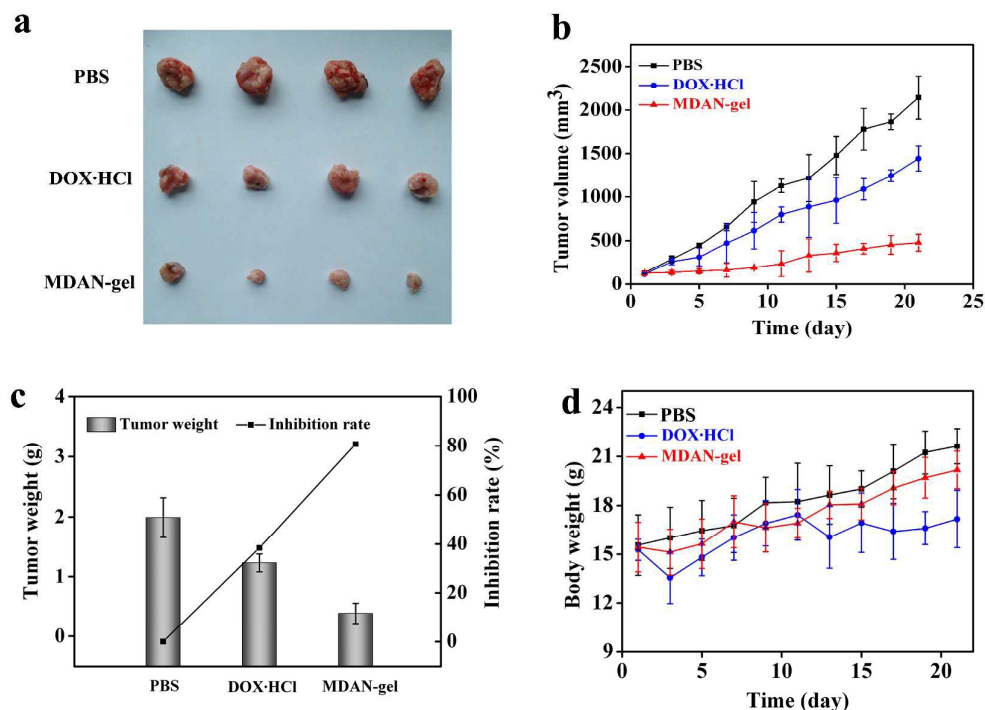 a
PBS
DOX·HCl
MDAN-gel
b
PBS
DOX·HCl
MDAN-gel
2500
2000
1500
1000
500
0
Tumor volume (mm³)
0 5 10 15 20 25
Time (day)
c
Tumor weight
Inhibition rate
4
3
2
1
0
Tumor weight (g)
100
80
60
40
20
0
Inhibition rate (%)
PBS DOX·HCl MDAN-gel
d
PBS
DOX·HCl
MDAN-gel
24
21
18
15
12
9
Body weight (g)
0 5 10 15 20
Time (day)